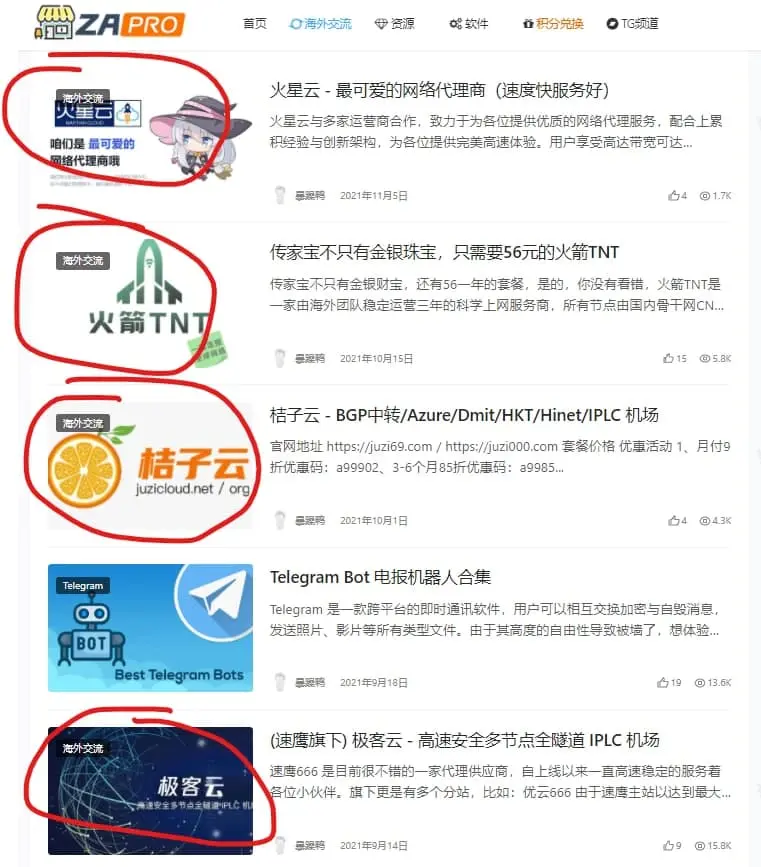 ZAPRO
首页 海外交流 资源 软件 积分兑换 TG频道
海外交流
火星云
咱们是 最可爱的
网络代理商哦
火星云 - 最可爱的网络代理商（速度快服务好）
火星云与多家运营商合作，致力于为各位提供优质的网络代理服务，配合上累
积经验与创新架构，为各位提供完美高速体验。用户享受高达带宽可达...
暴躁鸭 2021年11月5日 4 1.7K
海外交流
火箭TNT
传家宝不只有金银珠宝，只需要56元的火箭TNT
传家宝不只有金银财宝，还有56一年的套餐，是的，你没有看错，火箭TNT是
一家由海外团队稳定运营三年的科学上网服务商，所有节点由国内骨干网CN...
暴躁鸭 2021年10月15日 15 5.8K
海外交流
桔子云
juzicloud.net / org
桔子云 - BGP中转/Azure/Dmit/HKT/Hinet/IPLC 机场
官网地址 https://juzi69.com / https://juzi000.com 套餐价格 优惠活动 1、月付9
折优惠码：a99902、3-6个月85折优惠码：a9985...
暴躁鸭 2021年10月1日 4 4.3K
Telegram
BOT
Best Telegram Bots
Telegram Bot 电报机器人合集
Telegram 是一款跨平台的即时通讯软件，用户可以相互交换加密与自毁消息，
发送照片、影片等所有类型文件。由于其高度的自由性导致被墙了，想体验...
暴躁鸭 2021年9月18日 19 13.6K
海外交流
极客云
高速安全多节点全隧道IPLC 机
(速鹰旗下) 极客云 - 高速安全多节点全隧道 IPLC 机场
速鹰666 是目前很不错的一家代理供应商，自上线以来一直高速稳定的服务着
各位小伙伴。旗下更是有多个分站，比如：优云666 由于速鹰主站以达到最大...
暴躁鸭 2021年9月14日 9 15.8K